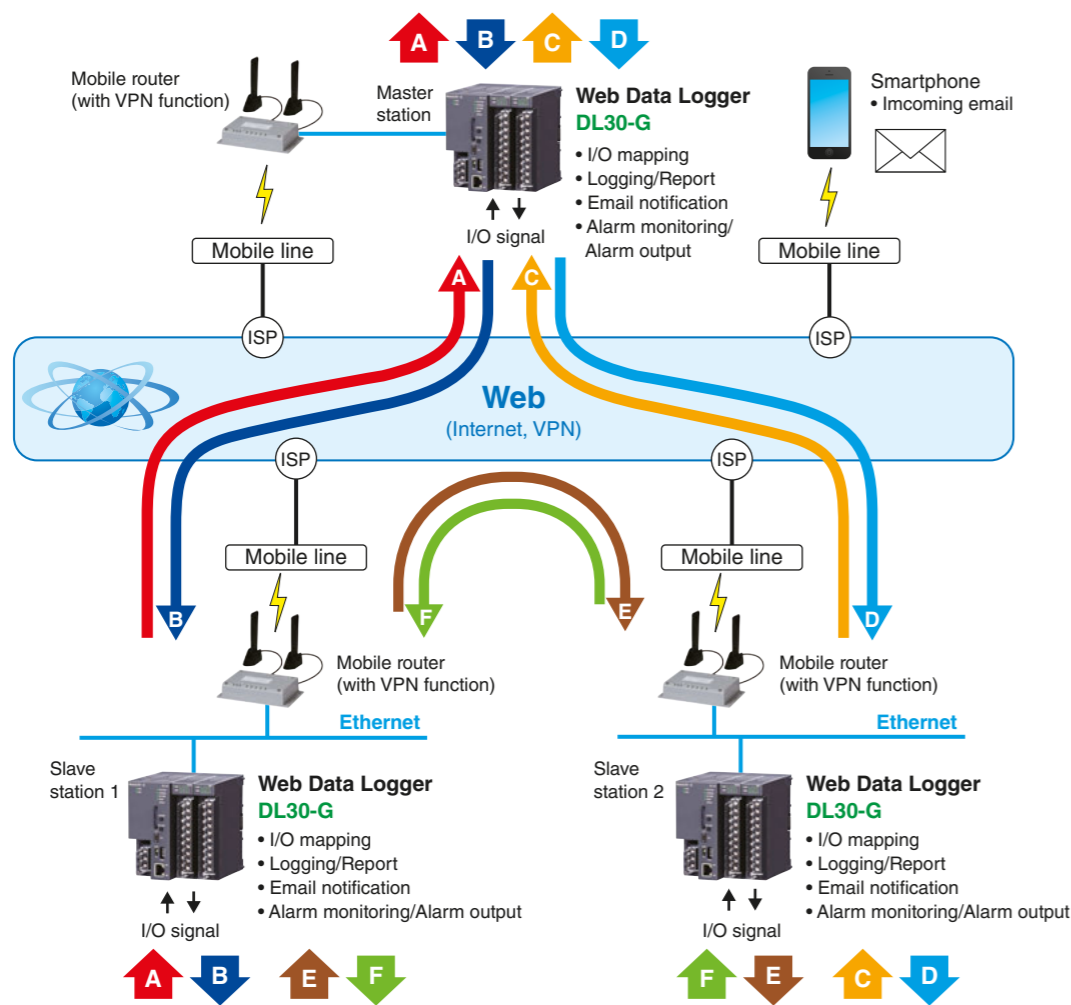 A B C D
Mobile router
(with VPN function)
Master
station
Web Data Logger
DL30-G
• I/O mapping
• Logging/Report
• Email notification
• Alarm monitoring/
Alarm output
I/O signal
Smartphone
• Imcoming email
Mobile line
Mobile line
A
C
ISP
ISP
Web
(Internet, VPN)
ISP
ISP
Mobile line
Mobile line
B
F
E
D
Mobile router
(with VPN function)
Mobile router
(with VPN function)
Ethernet
Ethernet
Slave
station 1
Web Data Logger
DL30-G
• I/O mapping
• Logging/Report
• Email notification
• Alarm monitoring/Alarm output
I/O signal
A B E F
Slave
station 2
Web Data Logger
DL30-G
• I/O mapping
• Logging/Report
• Email notification
• Alarm monitoring/Alarm output
I/O signal
F E C D